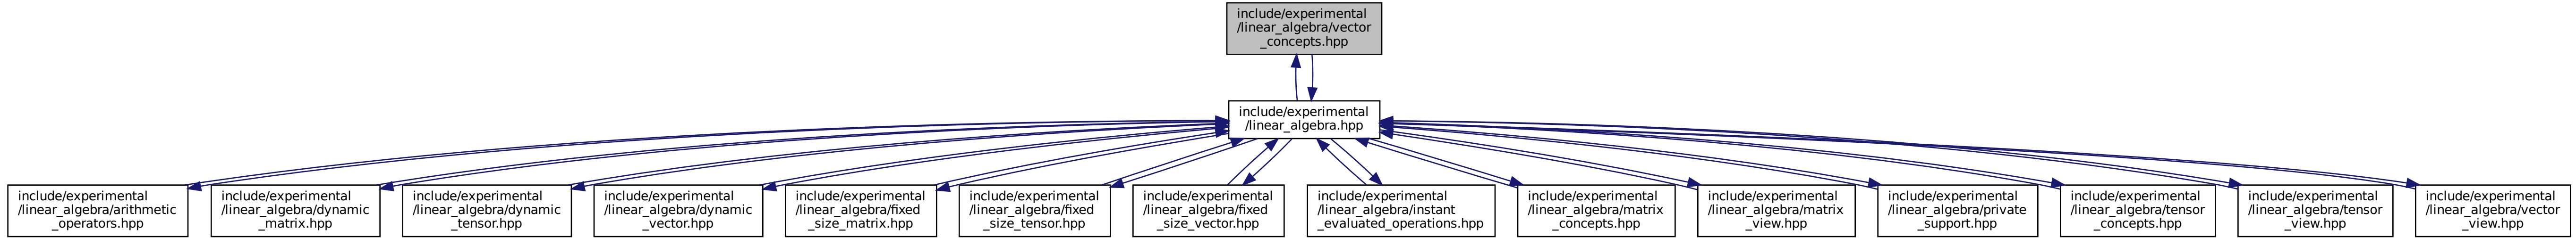 include/experimental
/linear_algebra/vector
_concepts.hpp
include/experimental
/linear_algebra.hpp
include/experimental
/linear_algebra/arithmetic
_operators.hpp
include/experimental
/linear_algebra/dynamic
_matrix.hpp
include/experimental
/linear_algebra/dynamic
_tensor.hpp
include/experimental
/linear_algebra/dynamic
_vector.hpp
include/experimental
/linear_algebra/fixed
_size_matrix.hpp
include/experimental
/linear_algebra/fixed
_size_tensor.hpp
include/experimental
/linear_algebra/fixed
_size_vector.hpp
include/experimental
/linear_algebra/instant
_evaluated_operations.hpp
include/experimental
/linear_algebra/matrix
_concepts.hpp
include/experimental
/linear_algebra/matrix
_view.hpp
include/experimental
/linear_algebra/private
_support.hpp
include/experimental
/linear_algebra/tensor
_concepts.hpp
include/experimental
/linear_algebra/tensor
_view.hpp
include/experimental
/linear_algebra/vector
_view.hpp